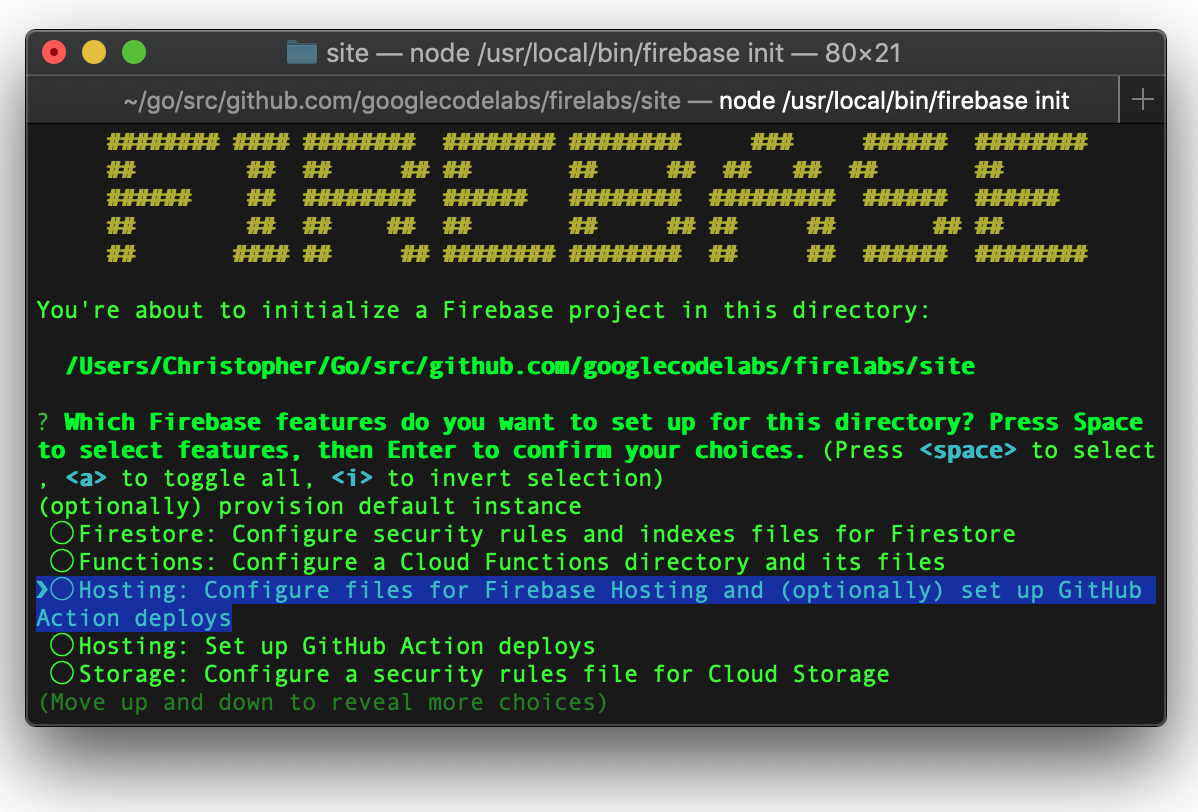 site — node /usr/local/bin/firebase init — 80×21
~/go/src/github.com/googlecodelabs/firelabs/site — node /usr/local/bin/firebase init
######## #### ########  ######## ########     ###     ######  ########
##        ##  ##     ## ##       ##     ##  ##   ##  ##       ##
######    ##  ########  ######   ########  #########  ######  ######
##        ##  ##    ##  ##       ##     ## ##     ##       ## ##
##       #### ##     ## ######## ########  ##     ##  ######  ########
You're about to initialize a Firebase project in this directory:
/Users/Christopher/Go/src/github.com/googlecodelabs/firelabs/site
? Which Firebase features do you want to set up for this directory? Press Space
to select features, then Enter to confirm your choices. (Press <space> to select
, <a> to toggle all, <i> to invert selection)
(optionally) provision default instance
◯Firestore: Configure security rules and indexes files for Firestore
◯Functions: Configure a Cloud Functions directory and its files
❯◯Hosting: Configure files for Firebase Hosting and (optionally) set up GitHub
Action deploys
◯Hosting: Set up GitHub Action deploys
◯Storage: Configure a security rules file for Cloud Storage
(Move up and down to reveal more choices)